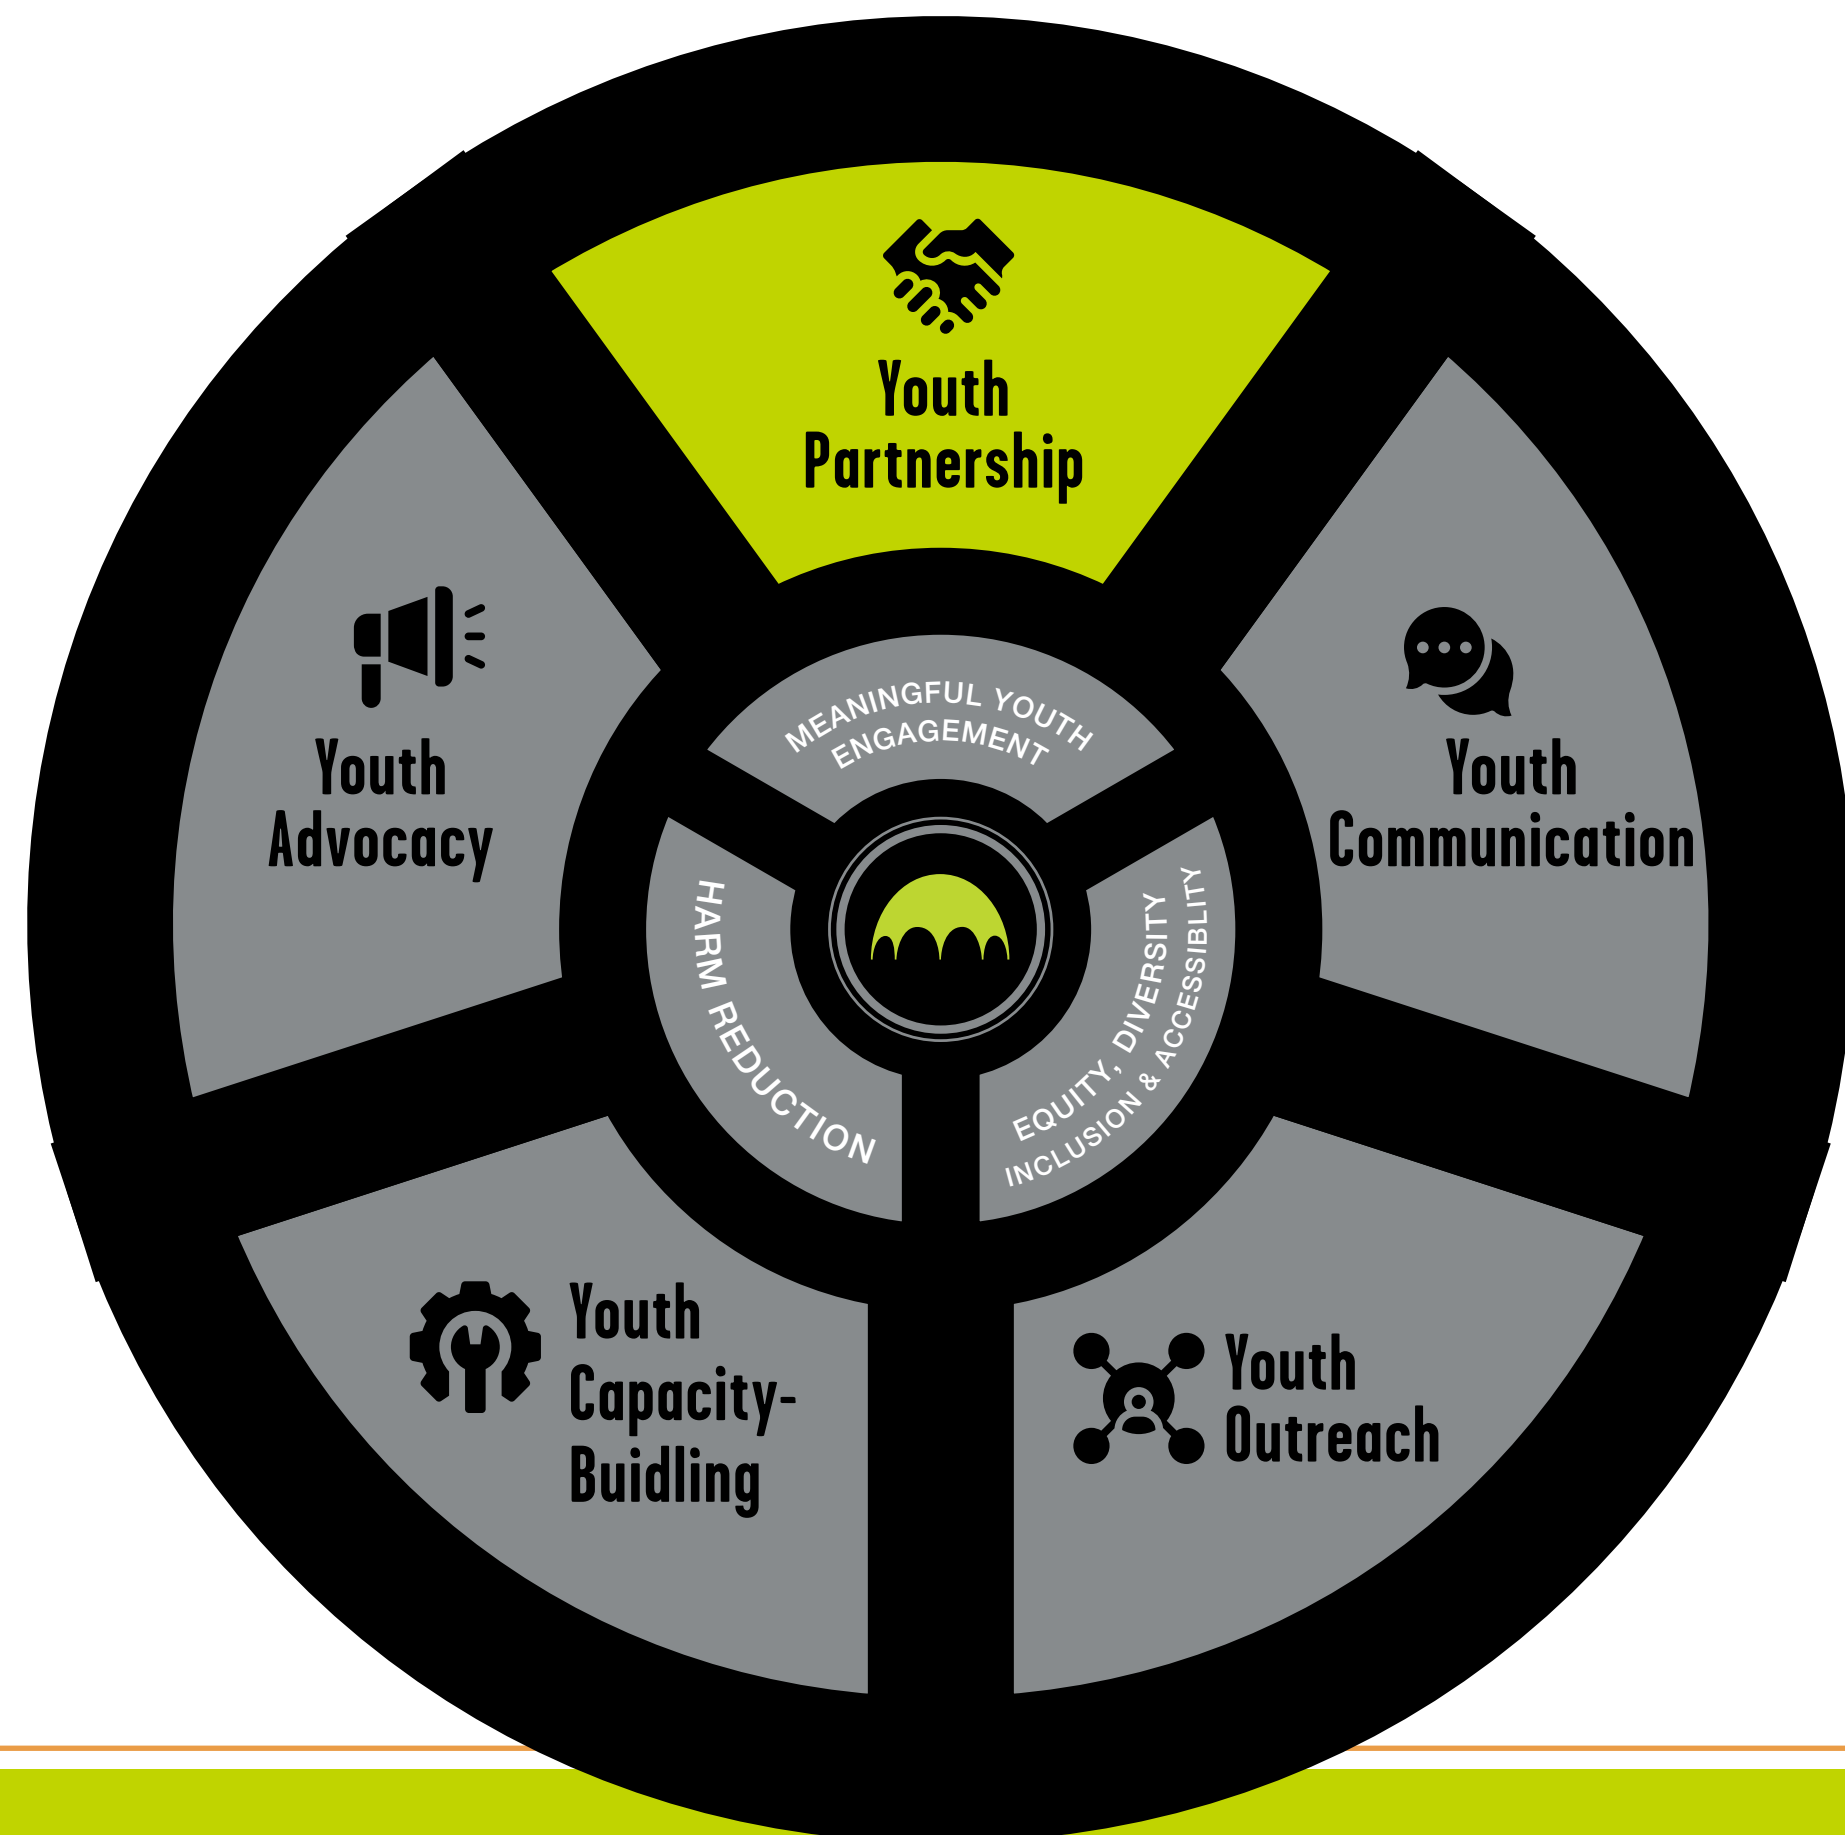 Youth
Partnership
Youth
Advocacy
Youth
Communication
MEANINGFUL YOUTH
ENGAGEMENT
HARM REDUCTION
EQUITY, DIVERSITY
INCLUSION & ACCESSIBLITY
Youth
Capacity-
Buidling
Youth
Outreach